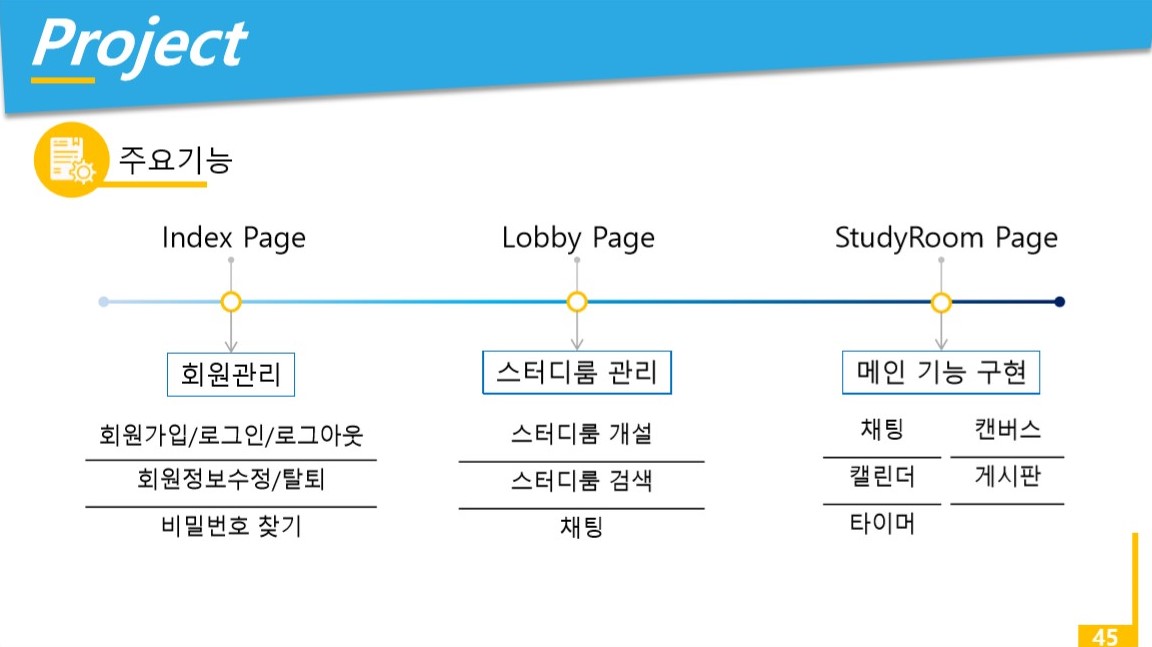 Project
주요기능
Index Page
Lobby Page
StudyRoom Page
회원관리
스터디룸 관리
메인 기능 구현
회원가입/로그인/로그아웃
회원정보수정/탈퇴
비밀번호 찾기
스터디룸 개설
스터디룸 검색
채팅
채팅
캔버스
캘린더
게시판
타이머
45